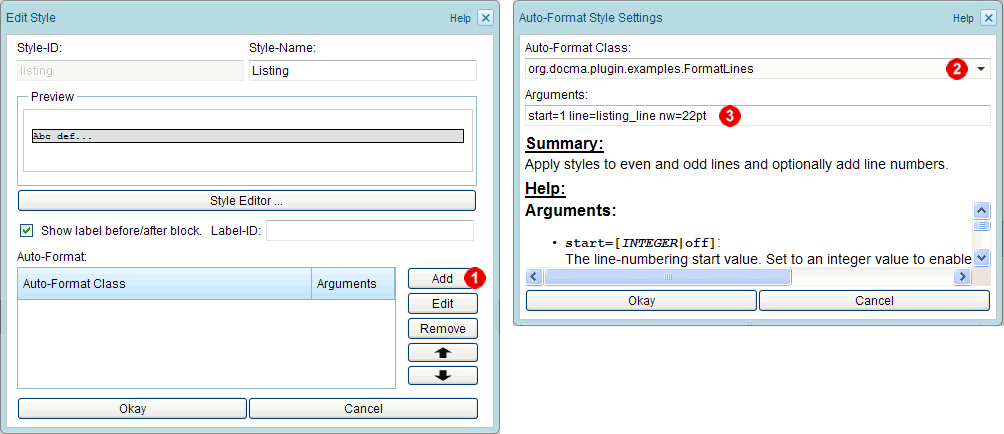 Edit Style
Help
Style-ID:
Style-Name:
listing
Listing
Preview
Abc def...
Style Editor ...
Show label before/after block. Label-ID:
Auto-Format:
Auto-Format Class
Arguments
Add
1
Edit
Remove
Okay
Cancel
Auto-Format Style Settings
Help
Auto-Format Class:
org.docma.plugin.examples.FormatLines
2
Arguments:
start=1 line=listing_line nw=22pt
3
Summary:
Apply styles to even and odd lines and optionally add line numbers.
Help:
Arguments:
• start=[INTEGER|off]:
The line-numbering start value. Set to an integer value to enable
Okay
Cancel